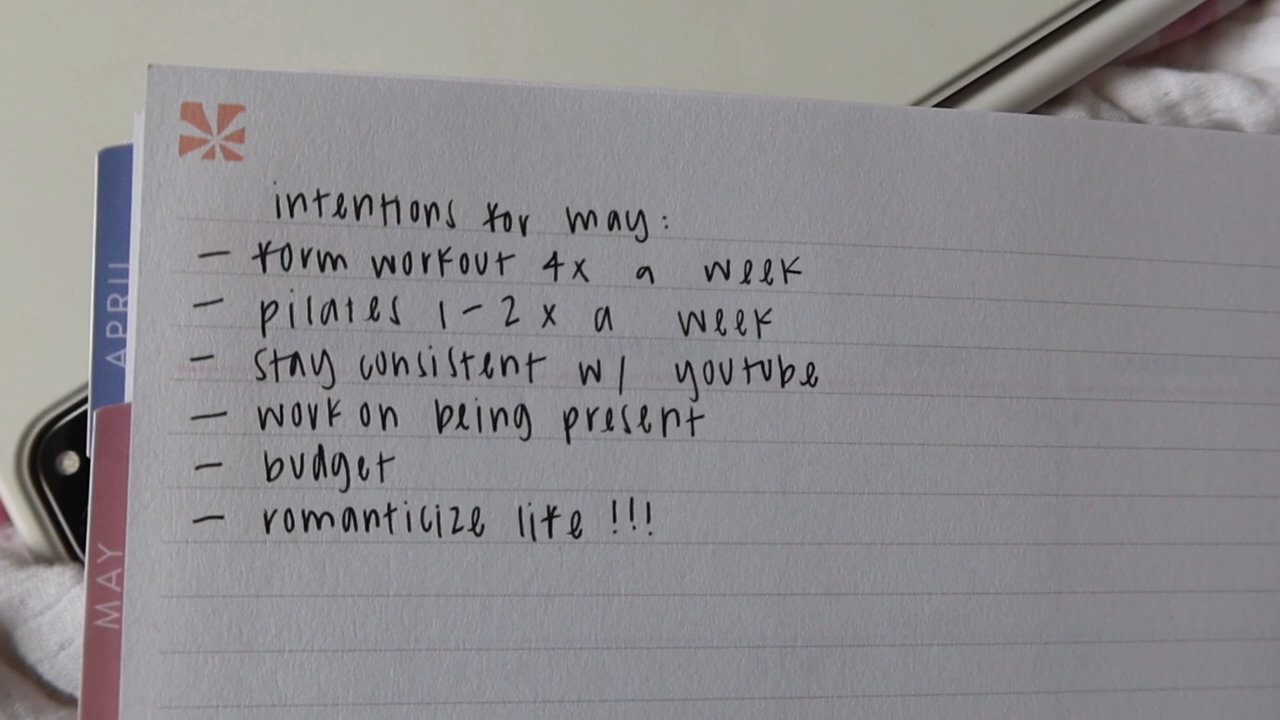 intentions for may:
- form workout 4x a week
- pilates 1-2x a week
- stay consistent w/ youtube
- work on being present
- budget
- romanticize life !!!
APRIL
MAY